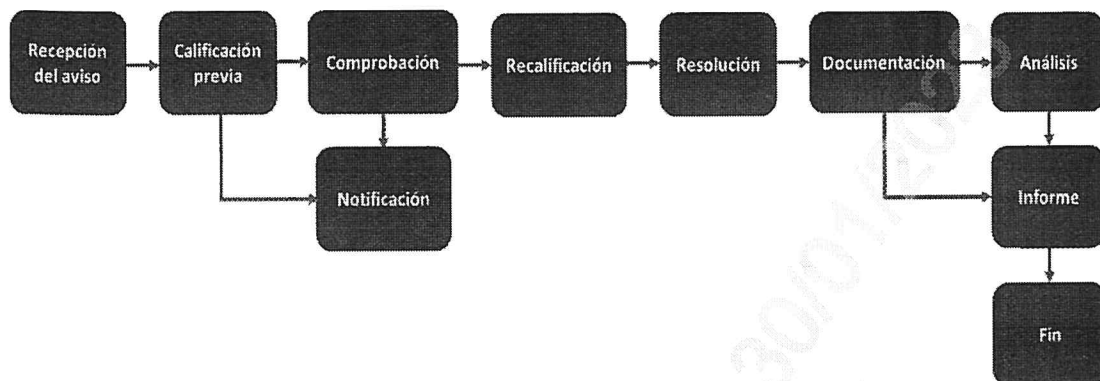 Recepción
del aviso
Calificación
previa
Comprobación
Recalificación
Resolución
Documentación
Análisis
Notificación
Informe
Fin